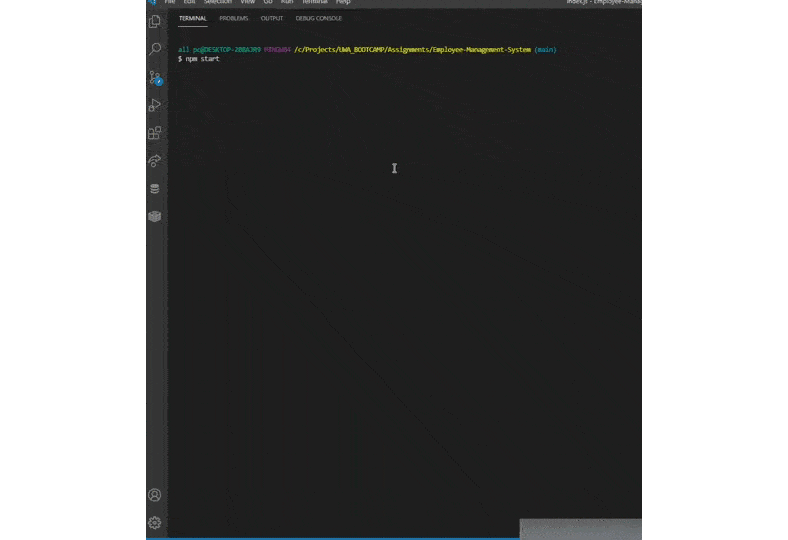 File Edit Selection View Go Run Terminal Help index.js - Employee-Manag
TERMINAL PROBLEMS OUTPUT DEBUG CONSOLE
all pc@DESKTOP-20BA3R9 MINGW64 /c/Projects/UWA_BOOTCAMP/Assignments/Employee-Management-System (main)
$ npm start